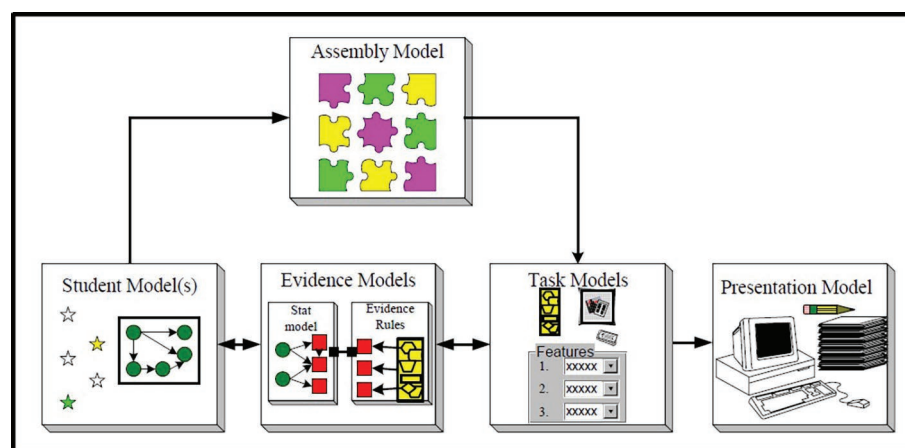 Assembly Model
Student Model(s)
Evidence Models
Stat
model
Evidence
Rules
Task Models
Features
1. xxxxx
2. xxxxx
3. xxxxx
Presentation Model